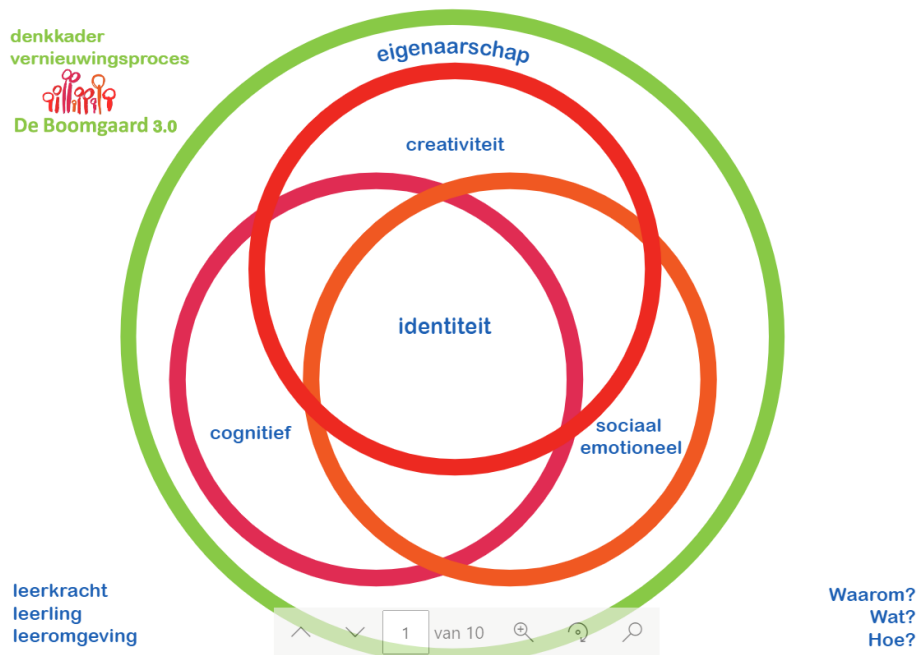 denkkader
vernieuwingsproces
De Boomgaard 3.0
eigenaarschap
creativiteit
identiteit
cognitief
sociaal
emotioneel
leerkracht
leerling
leeromgeving
1 van 10
Waarom?
Wat?
Hoe?